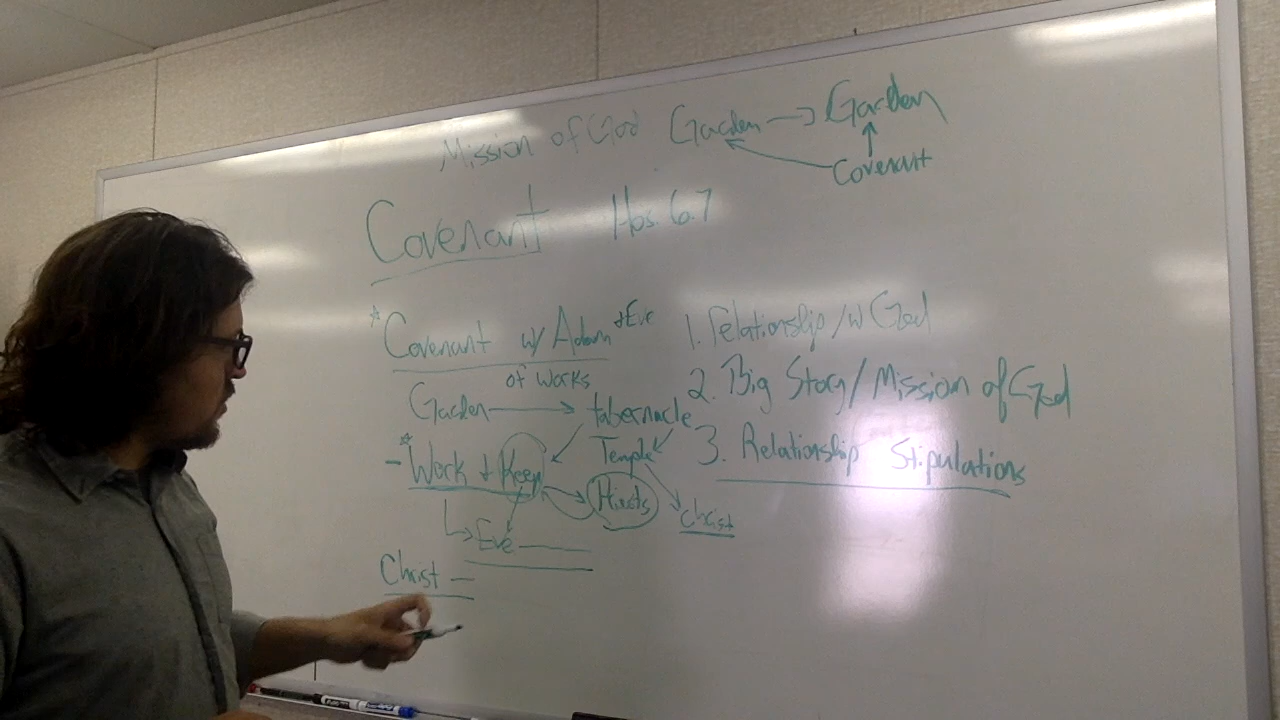 Mission of God Garden → Garden
Covenant
Covenant Hos. 6.7
* Covenant w/ Adam + Eve
of works
Garden → tabernacle
Temple
* - Work + Keep
Christ
Eve
Christ -
1. relationship/w God
2. Big Story/Mission of God
3. Relationship Stipulations